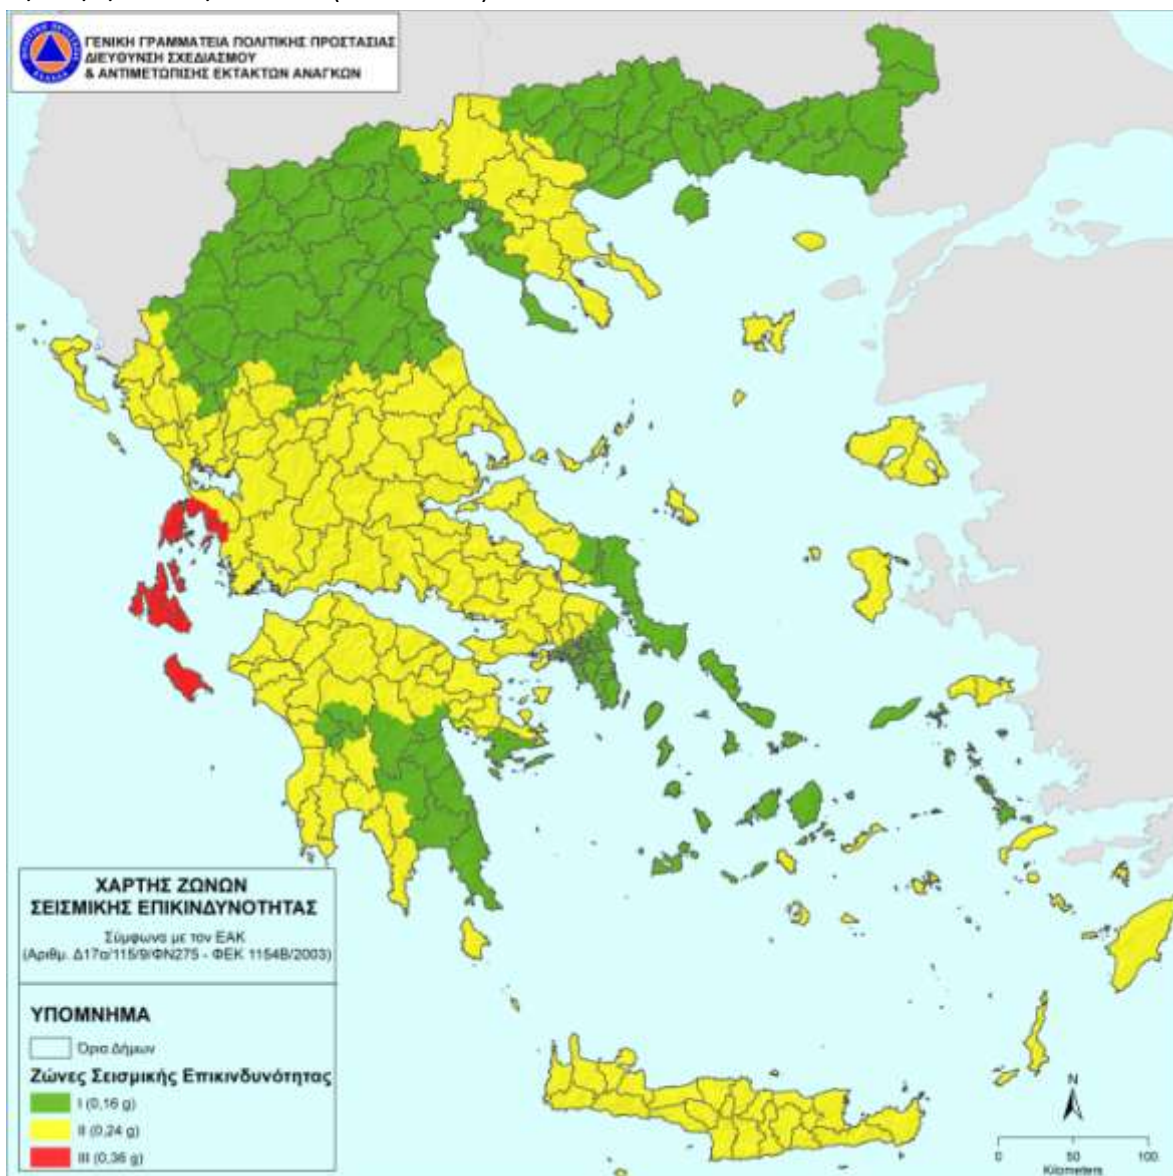 ΓΕΝΙΚΗ ΓΡΑΜΜΑΤΕΙΑ ΠΟΛΙΤΙΚΗΣ ΠΡΟΣΤΑΣΙΑΣ
ΔΙΕΥΘΥΝΣΗ ΣΧΕΔΙΑΣΜΟΥ
& ΑΝΤΙΜΕΤΩΠΙΣΗΣ ΕΚΤΑΚΤΩΝ ΑΝΑΓΚΩΝ
ΧΑΡΤΗΣ ΖΩΝΩΝ
ΣΕΙΣΜΙΚΗΣ ΕΠΙΚΙΝΔΥΝΟΤΗΤΑΣ
Σύμφωνα με τον ΕΑΚ
(Αριθμ. Δ17α/115/9/ΦΝ275 - ΦΕΚ 1154Β/2003)
ΥΠΟΜΝΗΜΑ
Όρια Δήμων
Ζώνες Σεισμικής Επικινδυνότητας
I (0,16 g)
II (0,24 g)
III (0,36 g)
N
0 50 100
Kilometers